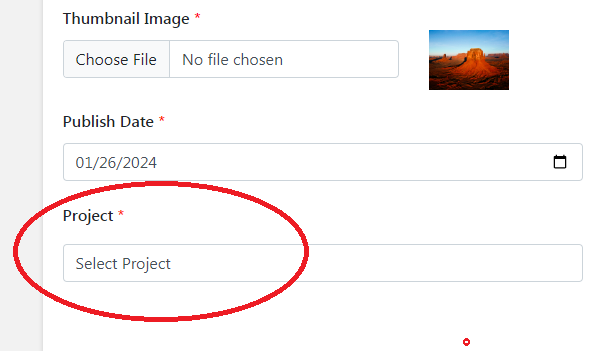 Thumbnail Image *
Choose File No file chosen
Publish Date *
01/26/2024
Project *
Select Project